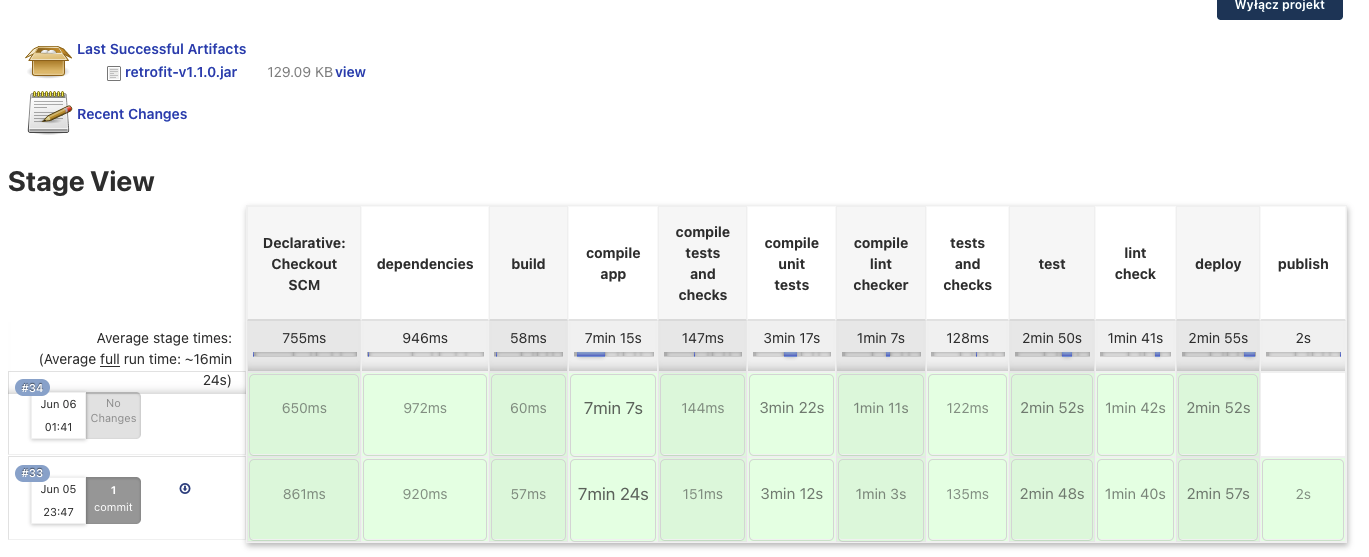 Wyłącz projekt
Last Successful Artifacts
retrofit-v1.1.0.jar 129.09 KB view
Recent Changes
Stage View
Declarative:
Checkout
SCM
dependencies
build
compile
app
compile
tests
and
checks
compile
unit
tests
compile
lint
checker
tests
and
checks
test
lint
check
deploy
publish
Average stage times:
(Average full run time: ~16min
24s)
755ms 946ms 58ms 7min 15s 147ms 3min 17s 1min 7s 128ms 2min 50s 1min 41s 2min 55s 2s
#34
Jun 06
01:41
No
Changes
650ms 972ms 60ms 7min 7s 144ms 3min 22s 1min 11s 122ms 2min 52s 1min 42s 2min 52s
#33
Jun 05
23:47
1
commit
861ms 920ms 57ms 7min 24s 151ms 3min 12s 1min 3s 135ms 2min 48s 1min 40s 2min 57s 2s